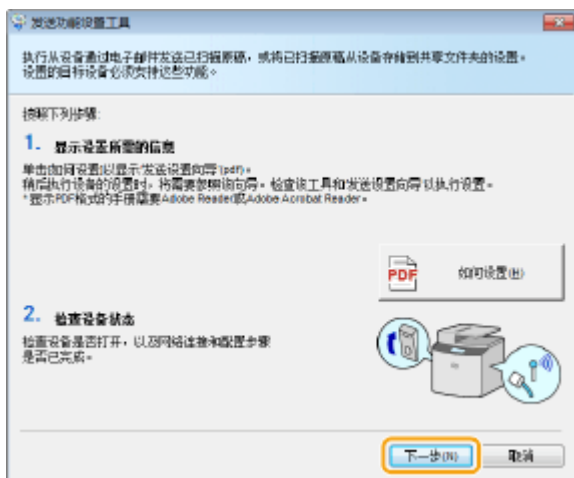 发送功能设置工具
执行从设备通过电子邮件发送已扫描原稿，或将已扫描原稿从设备存储到共享文件夹的设置。
设置的目标设备必须支持这些功能。
按照下列步骤:
1. 显示设置所需的信息
单击[如何设置]以显示"发送设置向导"(pdf)。
稍后执行设备的设置时，将需要参照该向导。检查该工具和发送设置向导以执行设置。
*显示PDF格式的手册需要Adobe Reader或Adobe Acrobat Reader。
PDF
如何设置(H)
2. 检查设备状态
检查设备是否打开，以及网络连接和配置步骤
是否已完成。
下一步(N)
取消